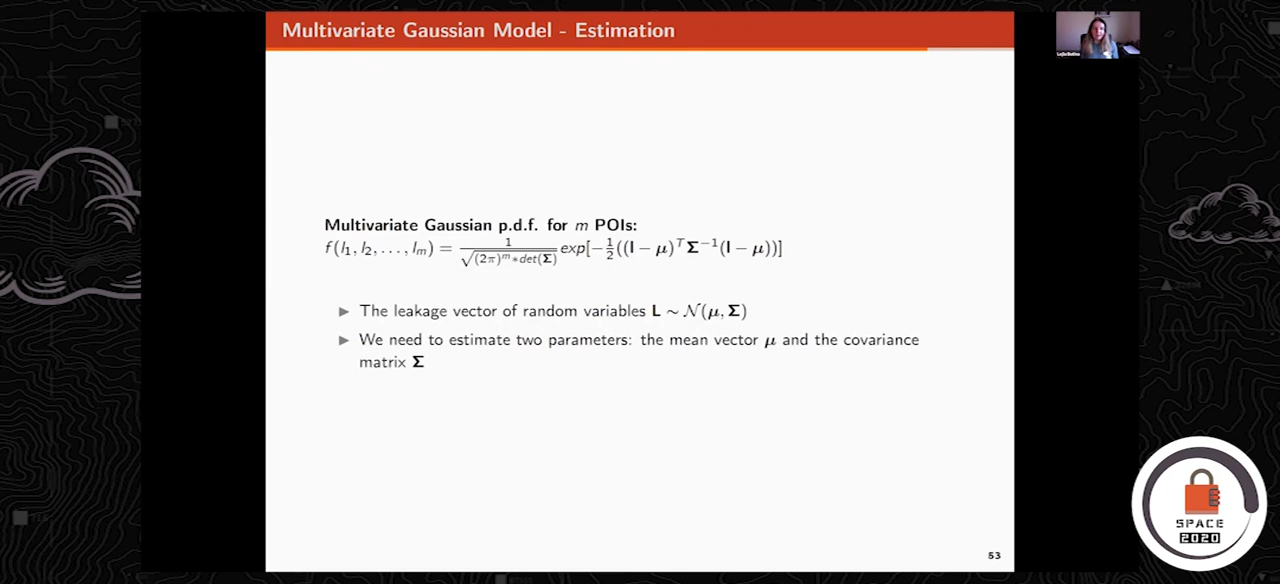 Multivariate Gaussian Model - Estimation
Multivariate Gaussian p.d.f. for m POIs:
f(l₁, l₂, . . . , lₘ) = 1/√((2π)ᵐ∗det(Σ)) exp[−½((l − μ)ᵀΣ⁻¹(l − μ))]
▶ The leakage vector of random variables L ∼ 𝒩(μ, Σ)
▶ We need to estimate two parameters: the mean vector μ and the covariance
matrix Σ
53
SPACE
2020